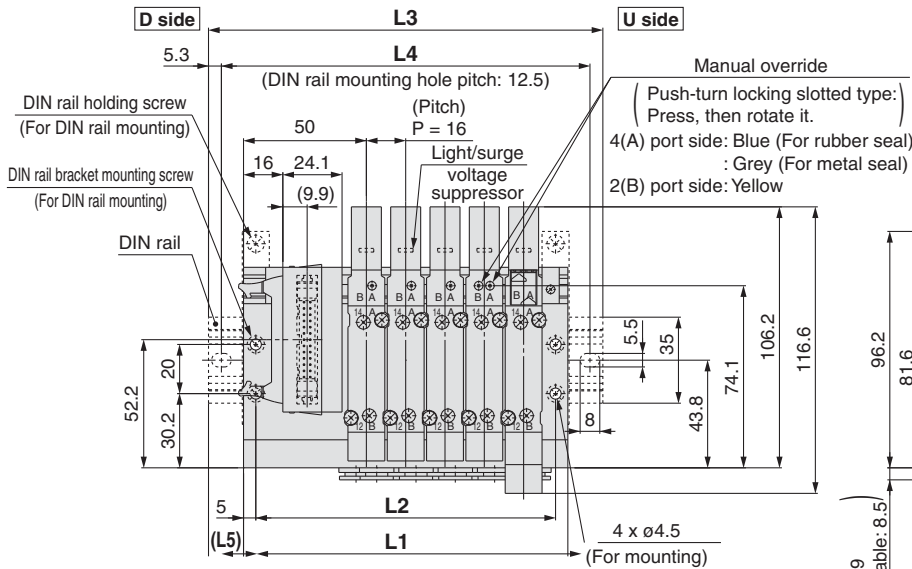 D side
L3
U side
5.3
L4
(DIN rail mounting hole pitch: 12.5)
Manual override
(Push-turn locking slotted type:)
Press, then rotate it.
4(A) port side: Blue (For rubber seal)
: Grey (For metal seal)
2(B) port side: Yellow
DIN rail holding screw
(For DIN rail mounting)
(Pitch)
P = 16
50
16
24.1
(9.9)
Light/surge
voltage
suppressor
DIN rail bracket mounting screw
(For DIN rail mounting)
DIN rail
B A
B A
B A
B A
B A
14 A
14 A
14 A
14 A
14 A
12 B
12 B
12 B
12 B
12 B
52.2
20
30.2
5.5
35
8
43.8
74.1
106.2
116.6
96.2
81.6
5
L2
(L5)
L1
4 x ø4.5
(For mounting)
9
able: 8.5)